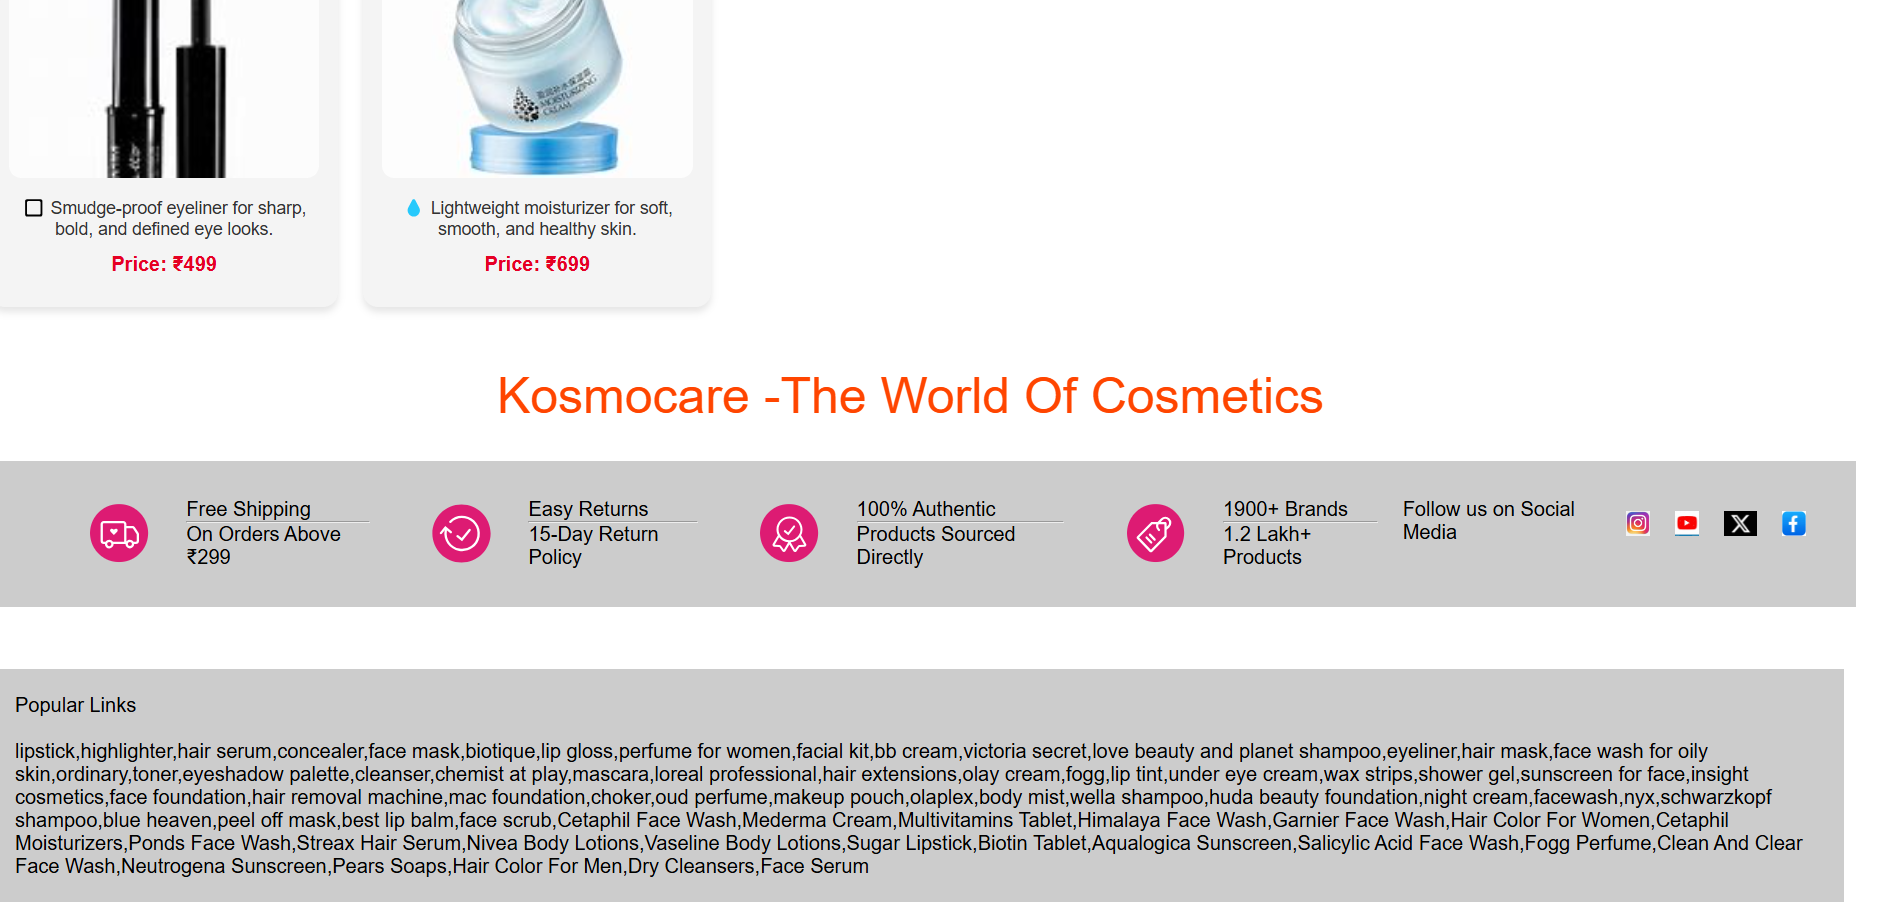 盈润补水保湿霜
MOISTURIZING
CREAM
Smudge-proof eyeliner for sharp,
bold, and defined eye looks.
Price: ₹499
Lightweight moisturizer for soft,
smooth, and healthy skin.
Price: ₹699
Kosmocare -The World Of Cosmetics
Free Shipping
On Orders Above
₹299
Easy Returns
15-Day Return
Policy
100% Authentic
Products Sourced
Directly
1900+ Brands
1.2 Lakh+
Products
Follow us on Social
Media
Popular Links
lipstick,highlighter,hair serum,concealer,face mask,biotique,lip gloss,perfume for women,facial kit,bb cream,victoria secret,love beauty and planet shampoo,eyeliner,hair mask,face wash for oily
skin,ordinary,toner,eyeshadow palette,cleanser,chemist at play,mascara,loreal professional,hair extensions,olay cream,fogg,lip tint,under eye cream,wax strips,shower gel,sunscreen for face,insight
cosmetics,face foundation,hair removal machine,mac foundation,choker,oud perfume,makeup pouch,olaplex,body mist,wella shampoo,huda beauty foundation,night cream,facewash,nyx,schwarzkopf
shampoo,blue heaven,peel off mask,best lip balm,face scrub,Cetaphil Face Wash,Mederma Cream,Multivitamins Tablet,Himalaya Face Wash,Garnier Face Wash,Hair Color For Women,Cetaphil
Moisturizers,Ponds Face Wash,Streax Hair Serum,Nivea Body Lotions,Vaseline Body Lotions,Sugar Lipstick,Biotin Tablet,Aqualogica Sunscreen,Salicylic Acid Face Wash,Fogg Perfume,Clean And Clear
Face Wash,Neutrogena Sunscreen,Pears Soaps,Hair Color For Men,Dry Cleansers,Face Serum